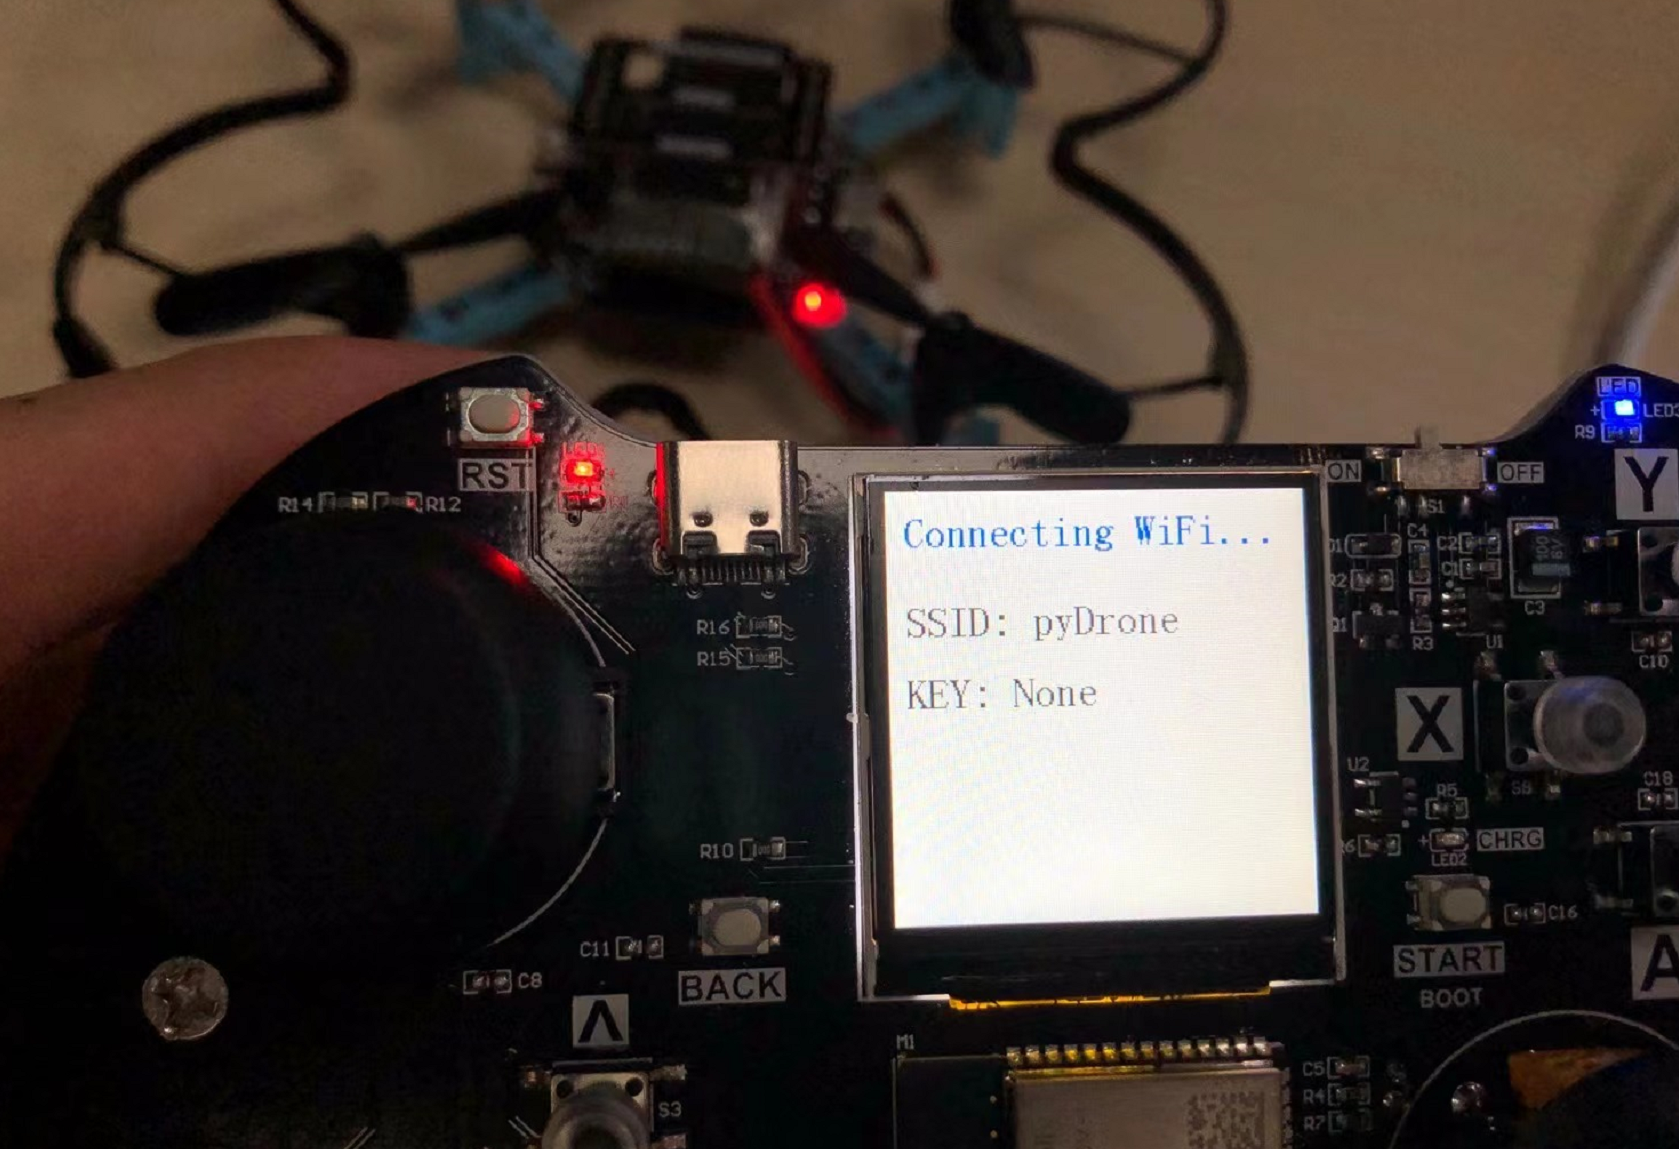 LED
LED3
R9
Y
RST
R14
R12
ON
OFF
S1
Connecting WiFi...
SSID: pyDrone
KEY: None
C4
C2
C1
R3
U1
C3
C10
R16
R15
X
U2
R5
S6
C18
CHRG
LED2
R10
C16
START
BOOT
C11
BACK
C8
A
M1
C5
R4
R7
S3